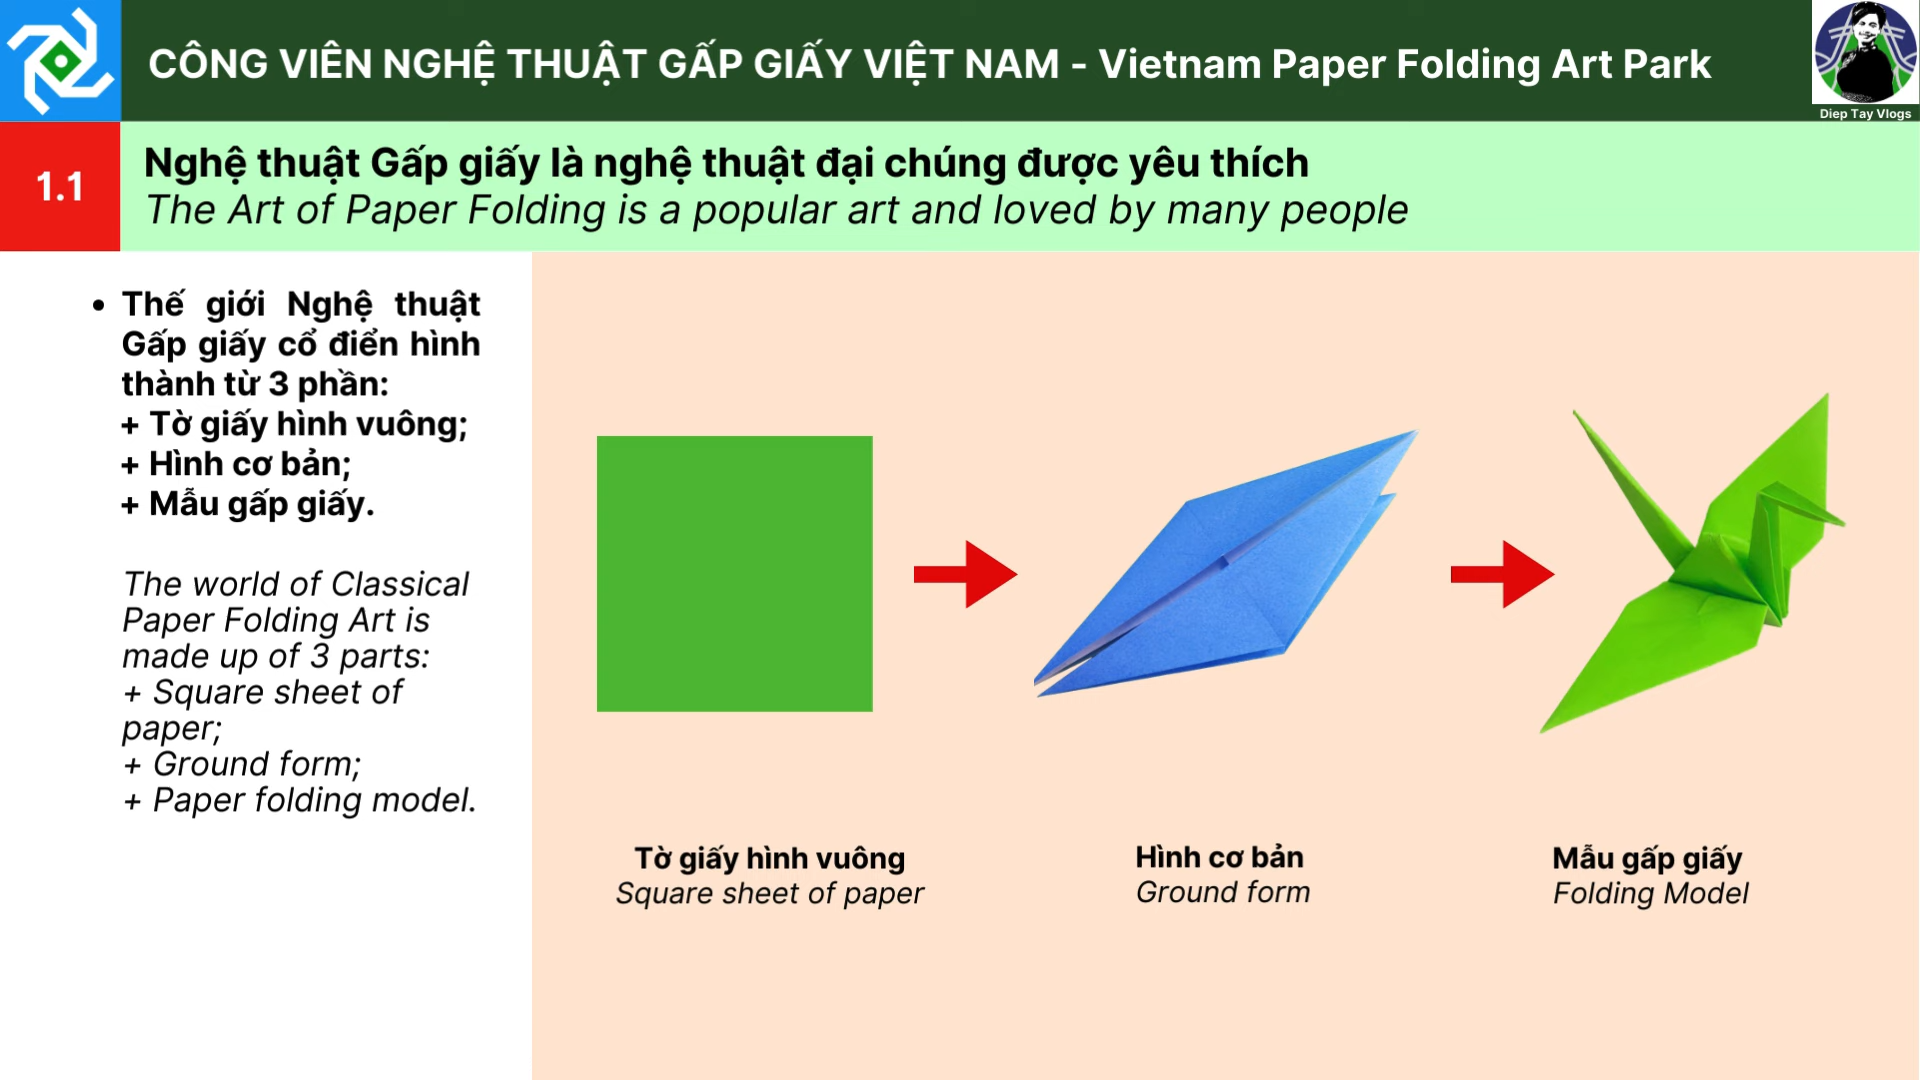 CÔNG VIÊN NGHỆ THUẬT GẤP GIẤY VIỆT NAM - Vietnam Paper Folding Art Park
Diep Tay Vlogs
1.1
Nghệ thuật Gấp giấy là nghệ thuật đại chúng được yêu thích
The Art of Paper Folding is a popular art and loved by many people
• Thế giới Nghệ thuật
Gấp giấy cổ điển hình
thành từ 3 phần:
+ Tờ giấy hình vuông;
+ Hình cơ bản;
+ Mẫu gấp giấy.
The world of Classical
Paper Folding Art is
made up of 3 parts:
+ Square sheet of
paper;
+ Ground form;
+ Paper folding model.
Tờ giấy hình vuông
Square sheet of paper
Hình cơ bản
Ground form
Mẫu gấp giấy
Folding Model